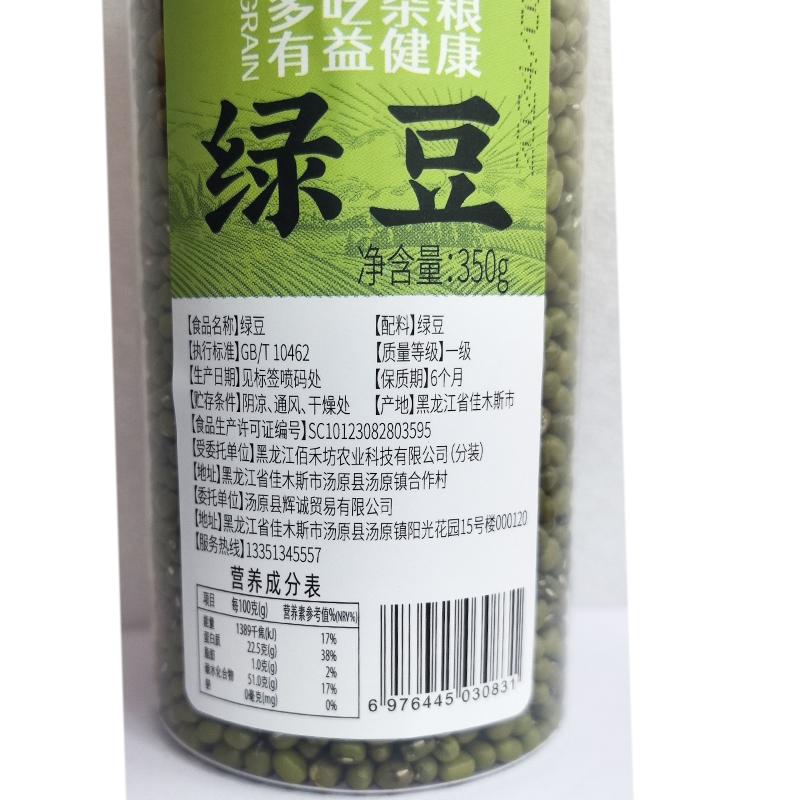 GRAIN
多吃杂粮
有益健康
绿豆
净含量:350g
【食品名称】绿豆 【配料】绿豆
【执行标准】GB/T 10462 【质量等级】一级
【生产日期】见标签喷码处 【保质期】6个月
【贮存条件】阴凉、通风、干燥处 【产地】黑龙江省佳木斯市
【食品生产许可证编号】SC10123082803595
【受委托单位】黑龙江佰禾坊农业科技有限公司(分装)
【地址】黑龙江省佳木斯市汤原县汤原镇合作村
【委托单位】汤原县辉诚贸易有限公司
【地址】黑龙江省佳木斯市汤原县汤原镇阳光花园15号楼000120
【服务热线】13351345557
营养成分表
项目 每100克(g) 营养素参考值%(NRV%)
能量 1389千焦(kJ) 17%
蛋白质 22.5克(g) 38%
脂肪 1.0克(g) 2%
碳水化合物 51.0克(g) 17%
钠 0毫克(mg) 0%
6 976445 030831